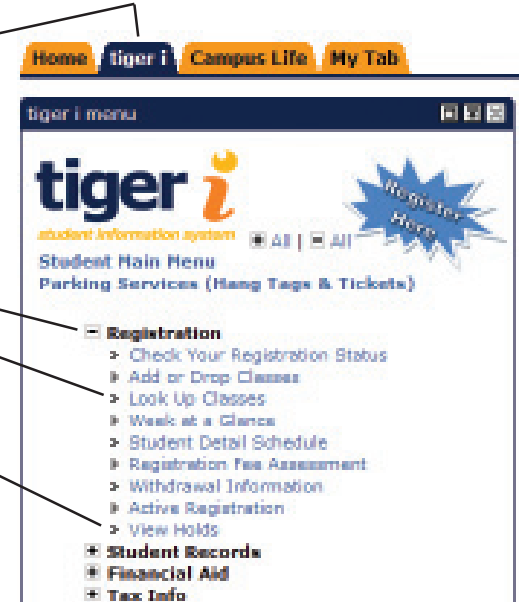 Home tiger i Campus Life My Tab
tiger i menu
tiger i
student information system All | All
Register
Here
Student Main Menu
Parking Services (Hang Tags & Tickets)
Registration
Check Your Registration Status
Add or Drop Classes
Look Up Classes
Week at a Glance
Student Detail Schedule
Registration Fee Assessment
Withdrawal Information
Active Registration
View Holds
Student Records
Financial Aid
Tax Info